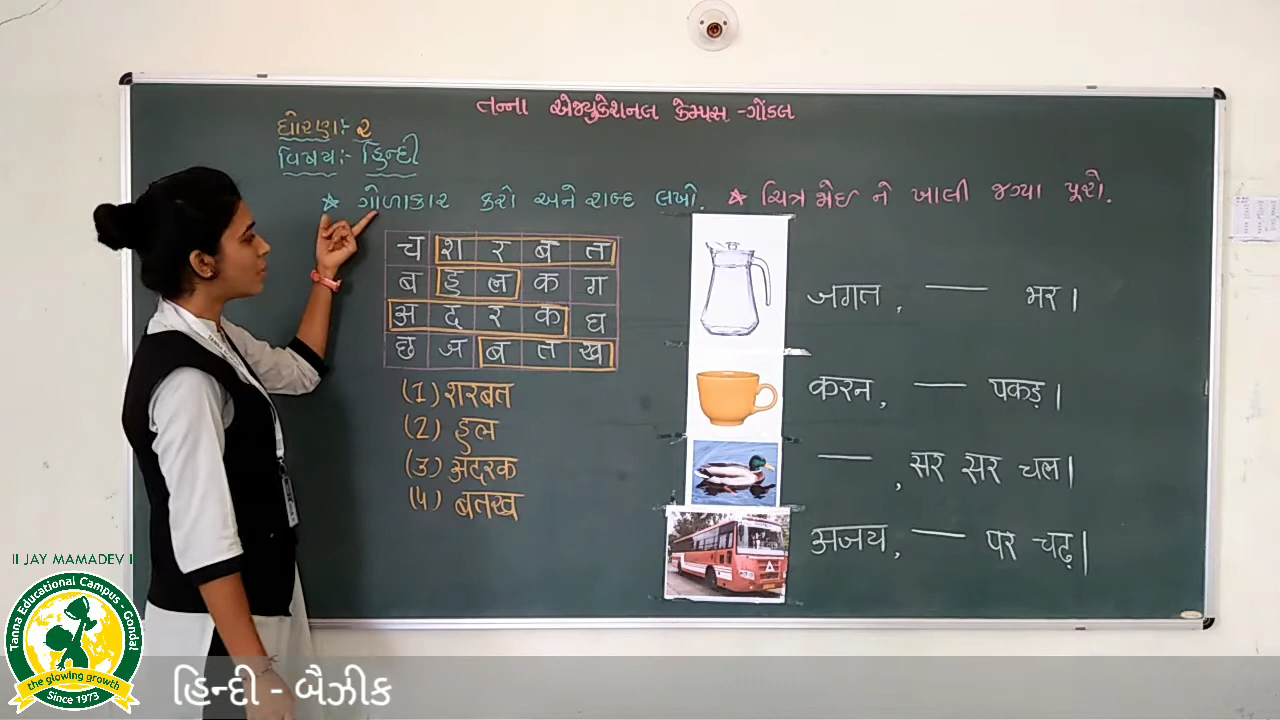 તન્ના એજ્યુકેશનલ કેમ્પસ -ગોંડલ
ધોરણ:- ૨
વિષય:- હિન્દી
★ ગોળાકાર કરો અને શબ્દ લખો.
★ ચિત્ર જોઈ ને ખાલી જગ્યા પૂરો.
च श र ब त
ब ह ल क ग
अ द र क घ
छ ज ब त ख
(1) शरबत
(2) हल
(3) अदरक
(4) बतख
जगत, — भर।
करन, — पकड़।
—, सर सर चल।
अजय, — पर चढ़।
II JAY MAMADEV II
Tanna Educational Campus - Gondal
the glowing growth
Since 1973
હિન્દી - બૈઝીક